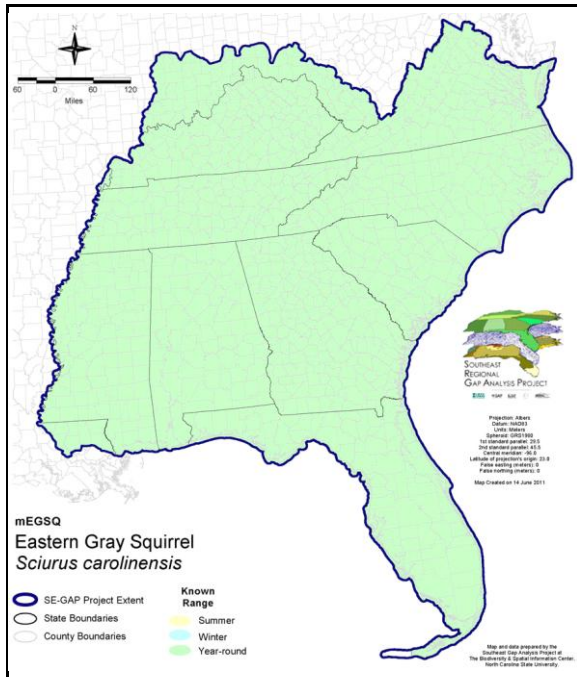 N
60 0 60 120
Miles
SOUTHEAST
REGIONAL
GAP ANALYSIS PROJECT
Projection: Albers
Datum: NAD83
Units: Meters
Spheroid: GRS1980
1st standard parallel: 29.5
2nd standard parallel: 45.5
Central meridian: -96.0
Latitude of projection's origin: 23.0
False easting (meters): 0
False northing (meters): 0
Map Created on 14 June 2011
mEGSQ
Eastern Gray Squirrel
Sciurus carolinensis
SE-GAP Project Extent
State Boundaries
County Boundaries
Known
Range
Summer
Winter
Year-round
Map and data prepared by the
Southeast Gap Analysis Project at
The Biodiversity & Spatial Information Center,
North Carolina State University.